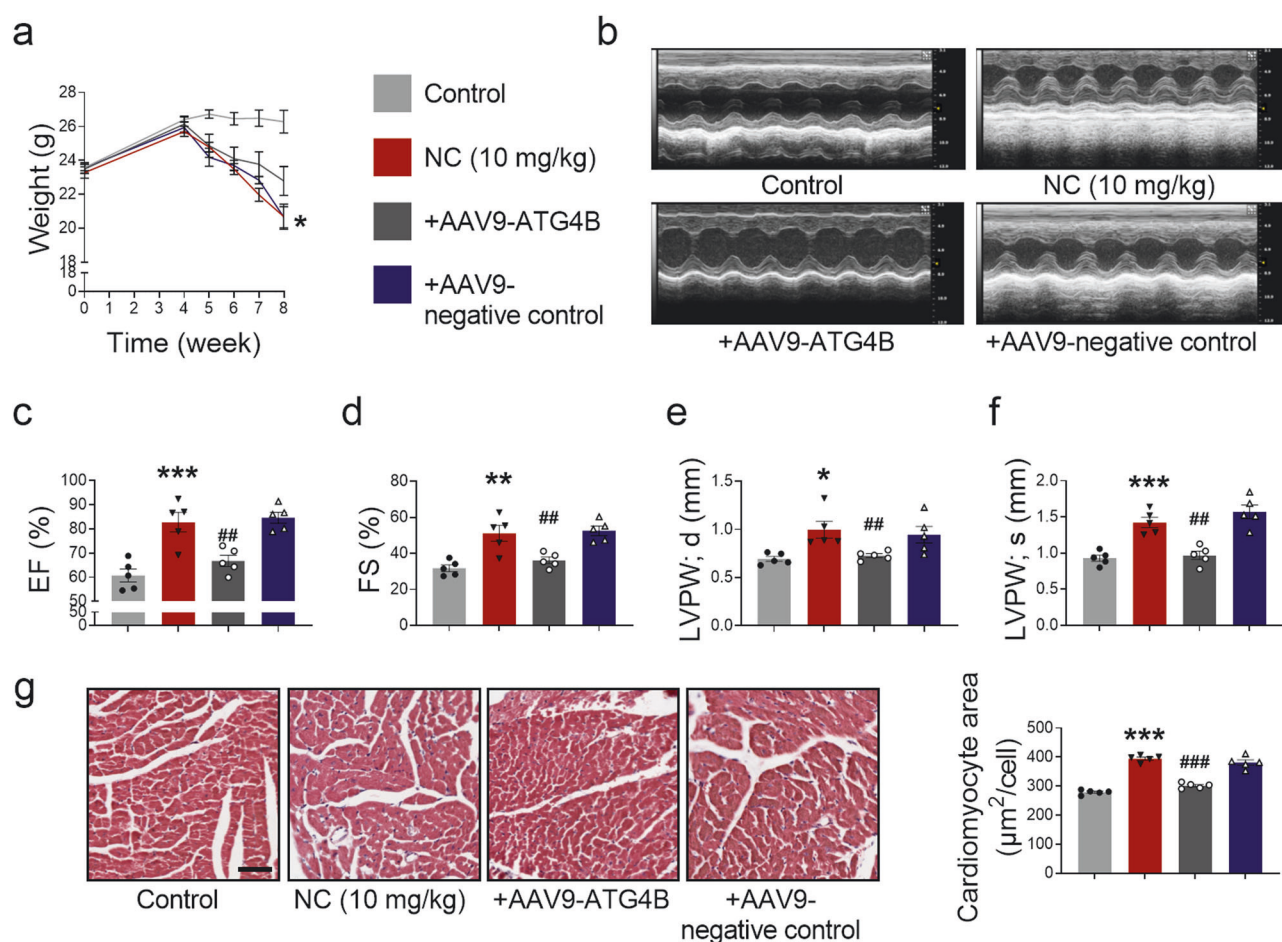 a
28
26
24
22
20
18
18
0
Weight (g)
*
0 1 2 3 4 5 6 7 8
Time (week)
Control
NC (10 mg/kg)
+AAV9-ATG4B
+AAV9-
negative control
b
Control
NC (10 mg/kg)
+AAV9-ATG4B
+AAV9-negative control
c
EF (%)
100
90
80
70
60
50
50
0
***
##
d
FS (%)
80
60
40
20
0
**
##
e
LVPW; d (mm)
1.5
1.0
0.5
0.0
*
##
f
LVPW; s (mm)
2.0
1.5
1.0
0.5
0.0
***
##
g
Control
NC (10 mg/kg)
+AAV9-ATG4B
+AAV9-
negative control
Cardiomyocyte area
(µm²/cell)
500
400
300
200
100
0
***
###